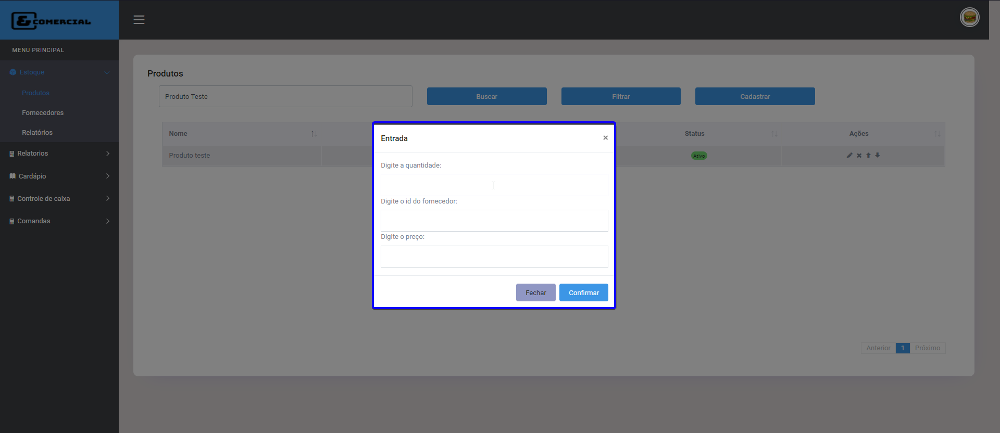 & COMERCIAL
MENU PRINCIPAL
Estoque
Produtos
Fornecedores
Relatórios
Relatorios
Cardápio
Controle de caixa
Comandas
Produtos
Produto Teste
Buscar
Filtrar
Cadastrar
Nome
Status
Ações
Produto teste
Ativo
Entrada
×
Digite a quantidade:
Digite o id do fornecedor:
Digite o preço:
Fechar
Confirmar
Anterior
1
Próximo